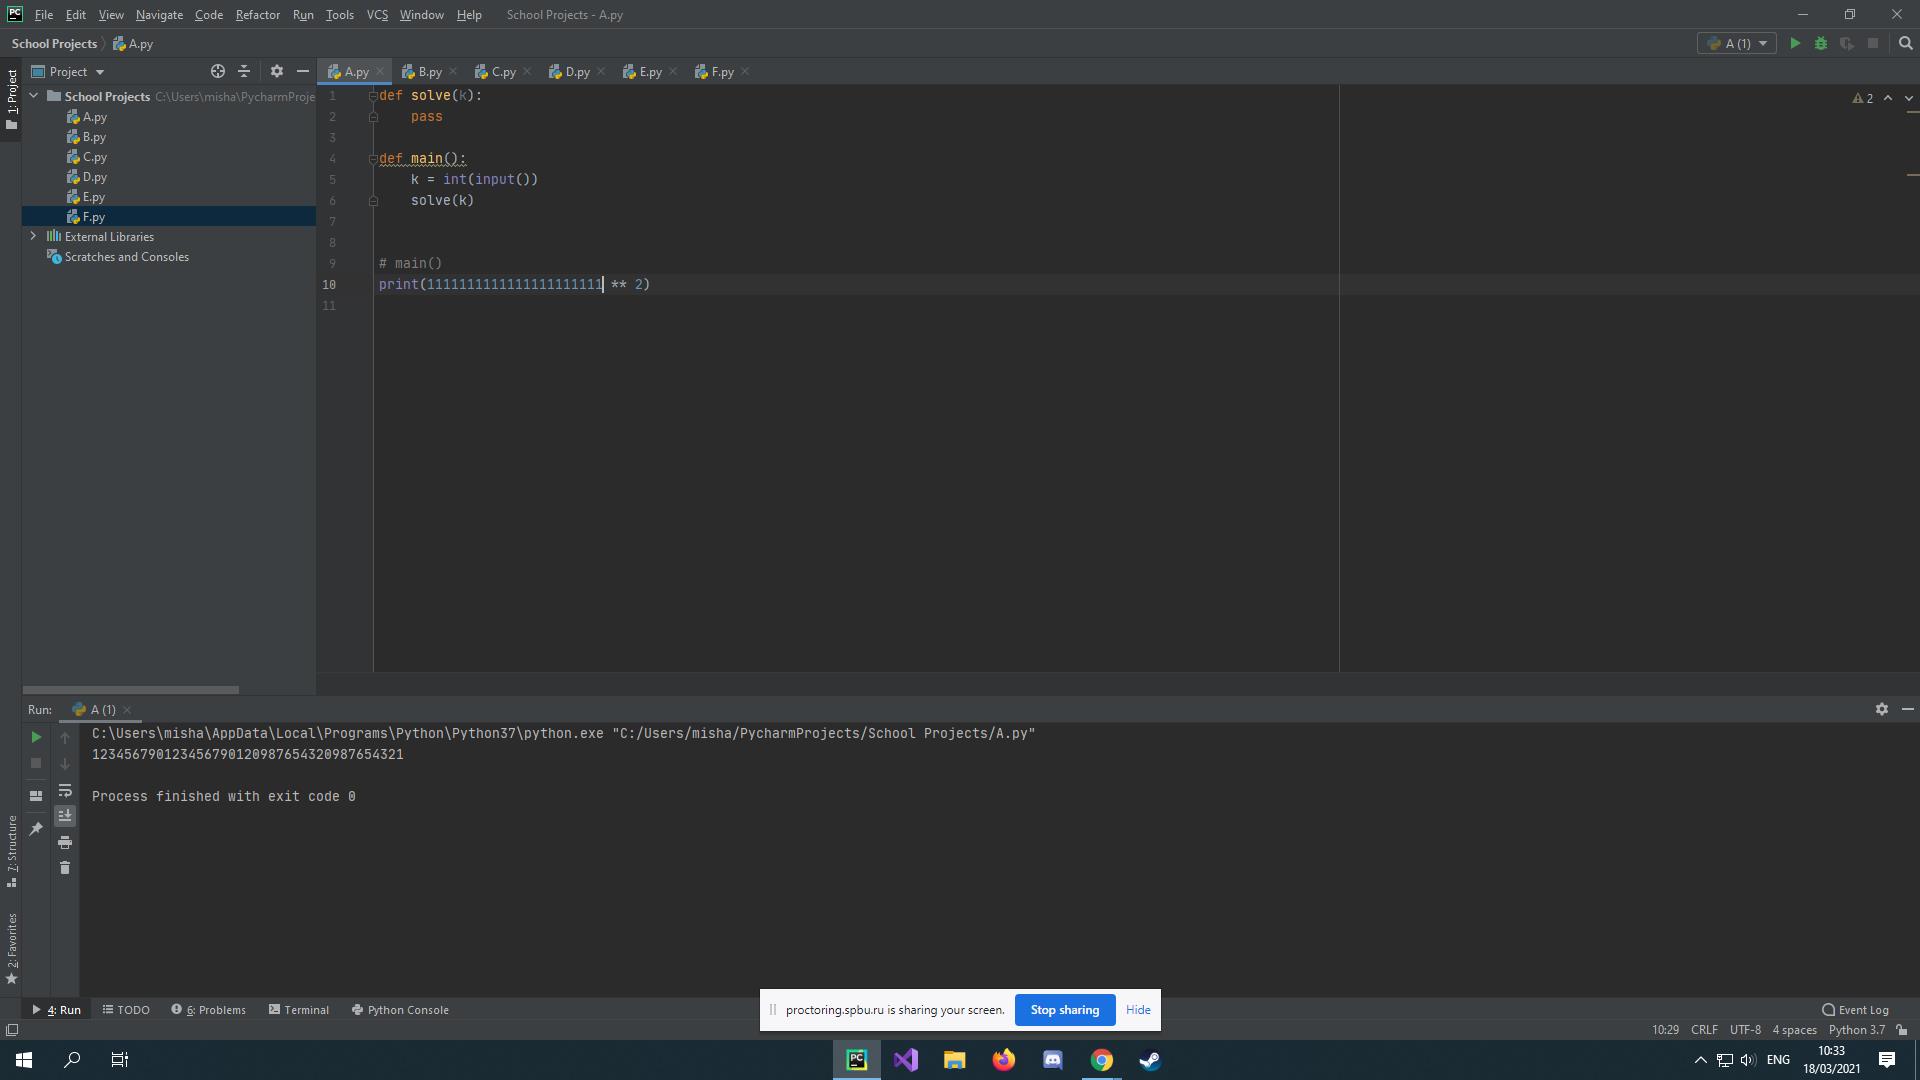 PC File Edit View Navigate Code Refactor Run Tools VCS Window Help School Projects - A.py
School Projects A.py A (1)
1: Project
Project
A.py B.py C.py D.py E.py F.py
School Projects C:\Users\misha\PycharmProje
A.py
B.py
C.py
D.py
E.py
F.py
External Libraries
Scratches and Consoles
1 def solve(k):
2 pass
3
4 def main():
5 k = int(input())
6 solve(k)
7
8
9 # main()
10 print(1111111111111111111111 ** 2)
11
2
Run: A (1)
C:\Users\misha\AppData\Local\Programs\Python\Python37\python.exe "C:/Users/misha/PycharmProjects/School Projects/A.py"
123456790123456790120987654320987654321
Process finished with exit code 0
7: Structure
2: Favorites
4: Run TODO 6: Problems Terminal Python Console
proctoring.spbu.ru is sharing your screen. Stop sharing Hide
Event Log
10:29 CRLF UTF-8 4 spaces Python 3.7
PC
ENG
10:33
18/03/2021